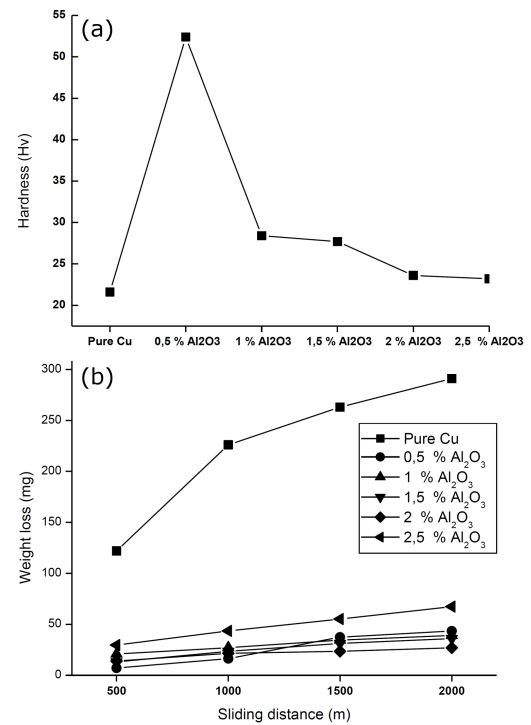 (a)
55
50
45
40
35
30
25
20
Hardness (Hv)
Pure Cu 0,5 % Al2O3 1 % Al2O3 1,5 % Al2O3 2 % Al2O3 2,5 % Al2O3
(b)
300
250
200
150
100
50
0
Weight loss (mg)
Pure Cu
0,5 % Al₂O₃
1 % Al₂O₃
1,5 % Al₂O₃
2 % Al₂O₃
2,5 % Al₂O₃
500 1000 1500 2000
Sliding distance (m)